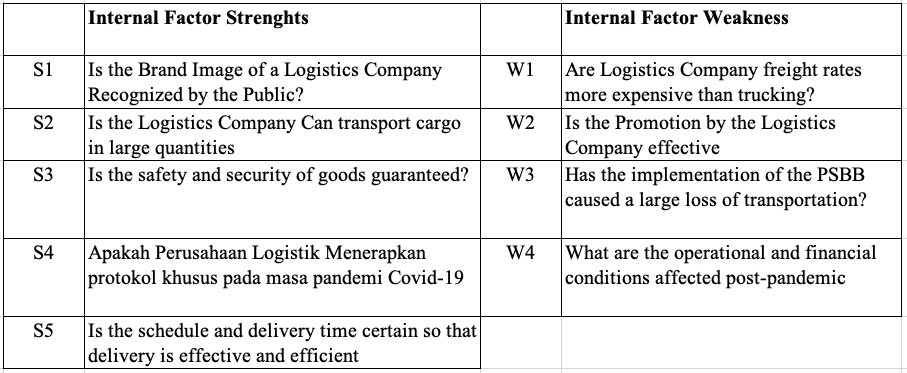 Internal Factor Strenghts
Internal Factor Weakness
S1
Is the Brand Image of a Logistics Company
Recognized by the Public?
W1
Are Logistics Company freight rates
more expensive than trucking?
S2
Is the Logistics Company Can transport cargo
in large quantities
W2
Is the Promotion by the Logistics
Company effective
S3
Is the safety and security of goods guaranteed?
W3
Has the implementation of the PSBB
caused a large loss of transportation?
S4
Apakah Perusahaan Logistik Menerapkan
protokol khusus pada masa pandemi Covid-19
W4
What are the operational and financial
conditions affected post-pandemic
S5
Is the schedule and delivery time certain so that
delivery is effective and efficient